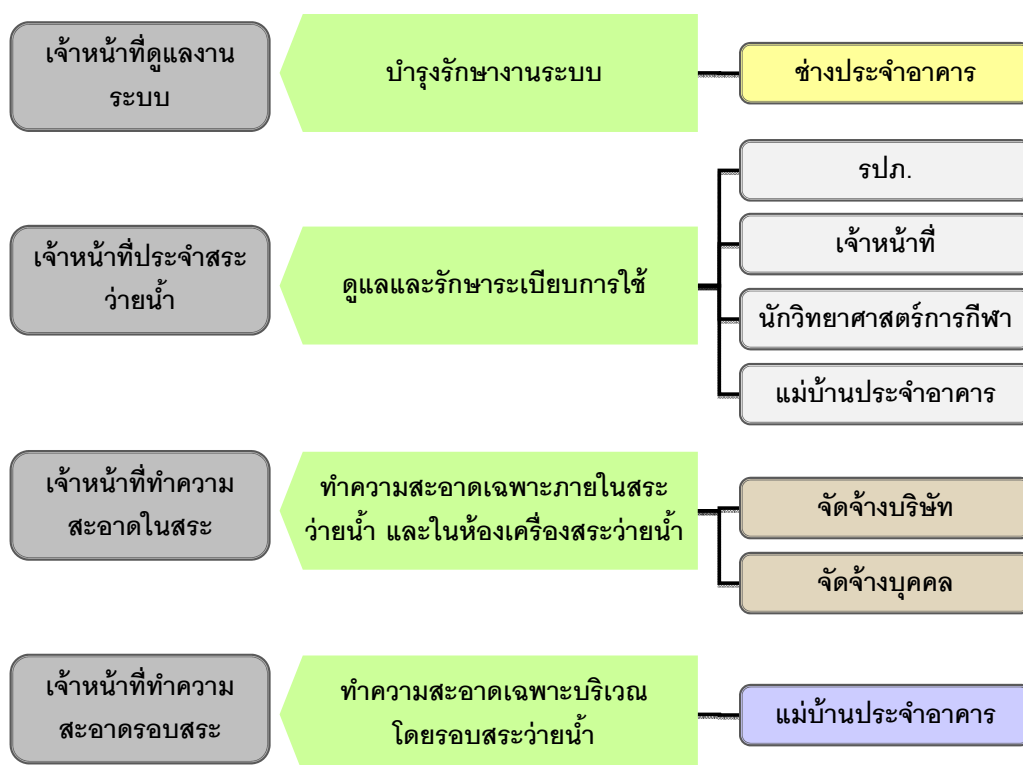 เจ้าหน้าที่ดูแลงาน
ระบบ
บำรุงรักษางานระบบ
ช่างประจำอาคาร
เจ้าหน้าที่ประจำสระ
ว่ายน้ำ
ดูแลและรักษาระเบียบการใช้
รปภ.
เจ้าหน้าที่
นักวิทยาศาสตร์การกีฬา
แม่บ้านประจำอาคาร
เจ้าหน้าที่ทำความ
สะอาดในสระ
ทำความสะอาดเฉพาะภายในสระ
ว่ายน้ำ และในห้องเครื่องสระว่ายน้ำ
จัดจ้างบริษัท
จัดจ้างบุคคล
เจ้าหน้าที่ทำความ
สะอาดรอบสระ
ทำความสะอาดเฉพาะบริเวณ
โดยรอบสระว่ายน้ำ
แม่บ้านประจำอาคาร